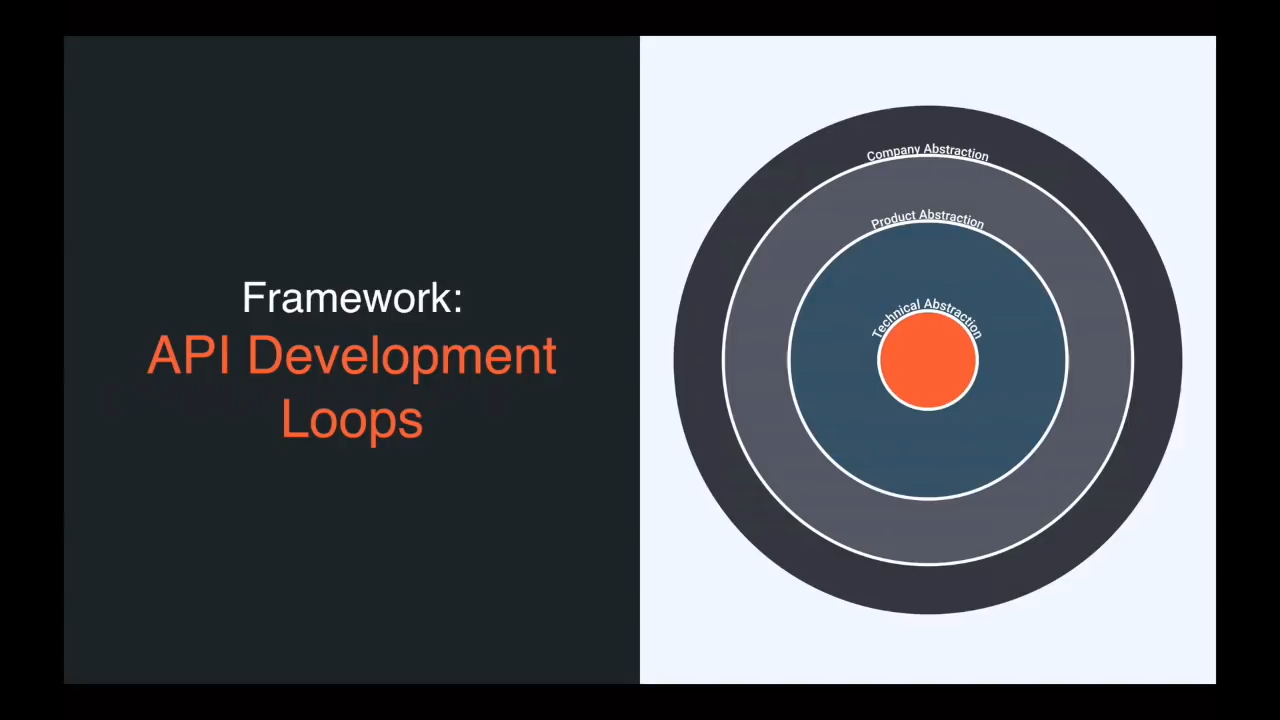 Framework:
API Development
Loops
Company Abstraction
Product Abstraction
Technical Abstraction